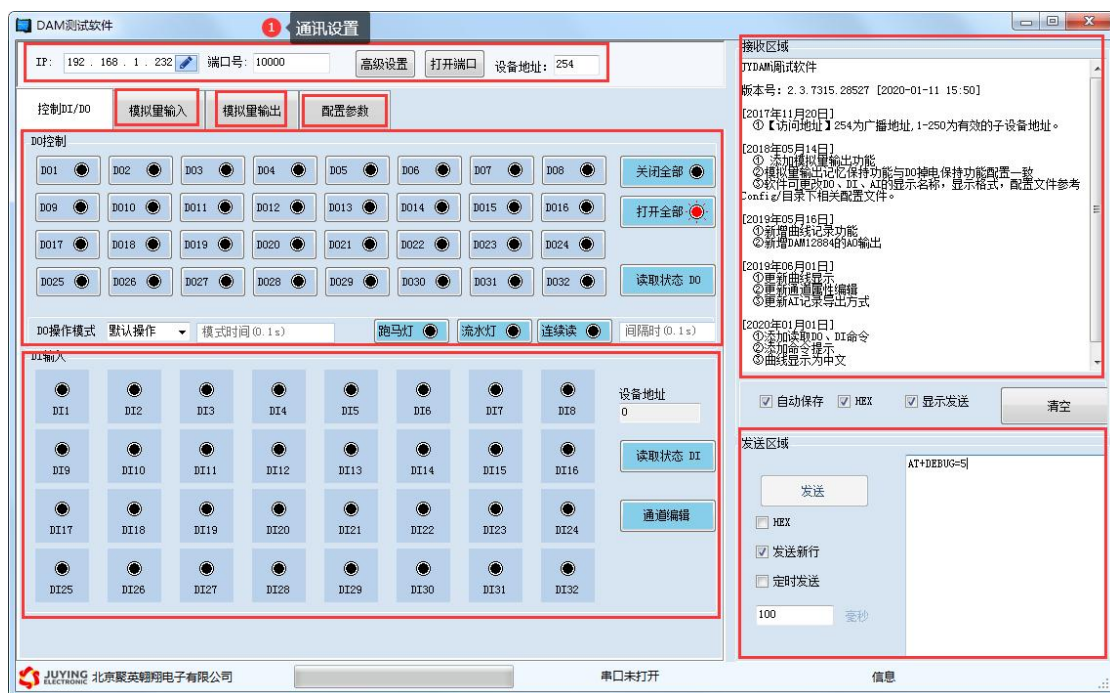 DAM测试软件
1 通讯设置
IP: 192 . 168 . 1 . 232 端口号: 10000 高级设置 打开端口 设备地址: 254
控制DI/DO 模拟量输入 模拟量输出 配置参数
DO控制
DO1 DO2 DO3 DO4 DO5 DO6 DO7 DO8 关闭全部
DO9 DO10 DO11 DO12 DO13 DO14 DO15 DO16 打开全部
DO17 DO18 DO19 DO20 DO21 DO22 DO23 DO24
DO25 DO26 DO27 DO28 DO29 DO30 DO31 DO32 读取状态 DO
DO操作模式 默认操作 模式时间(0.1s) 跑马灯 流水灯 连续读 间隔时(0.1s)
DI输入
DI1 DI2 DI3 DI4 DI5 DI6 DI7 DI8
设备地址
0
DI9 DI10 DI11 DI12 DI13 DI14 DI15 DI16 读取状态 DI
DI17 DI18 DI19 DI20 DI21 DI22 DI23 DI24 通道编辑
DI25 DI26 DI27 DI28 DI29 DI30 DI31 DI32
接收区域
JYDAM调试软件
版本号: 2.3.7315.28527 [2020-01-11 15:50]
[2017年11月20日]
①【访问地址】254为广播地址,1-250为有效的子设备地址。
[2018年05月14日]
① 添加模拟量输出功能
②模拟量输出记忆保持功能与DO掉电保持功能配置一致
③软件可更改DO、DI、AI的显示名称，显示格式，配置文件参考
Config/目录下相关配置文件。
[2019年05月16日]
①新增曲线记录功能
②新增DAM12884的AO输出
[2019年06月01日]
①更新曲线显示
②更新通道属性编辑
③更新AI记录导出方式
[2020年01月01日]
①添加读取DO、DI命令
②添加命令提示
③曲线显示为中文
自动保存 HEX 显示发送 清空
发送区域
AT+DEBUG=5
发送
HEX
发送新行
定时发送
100 毫秒
JUYING ELECTRONIC 北京聚英翱翔电子有限公司 串口未打开 信息